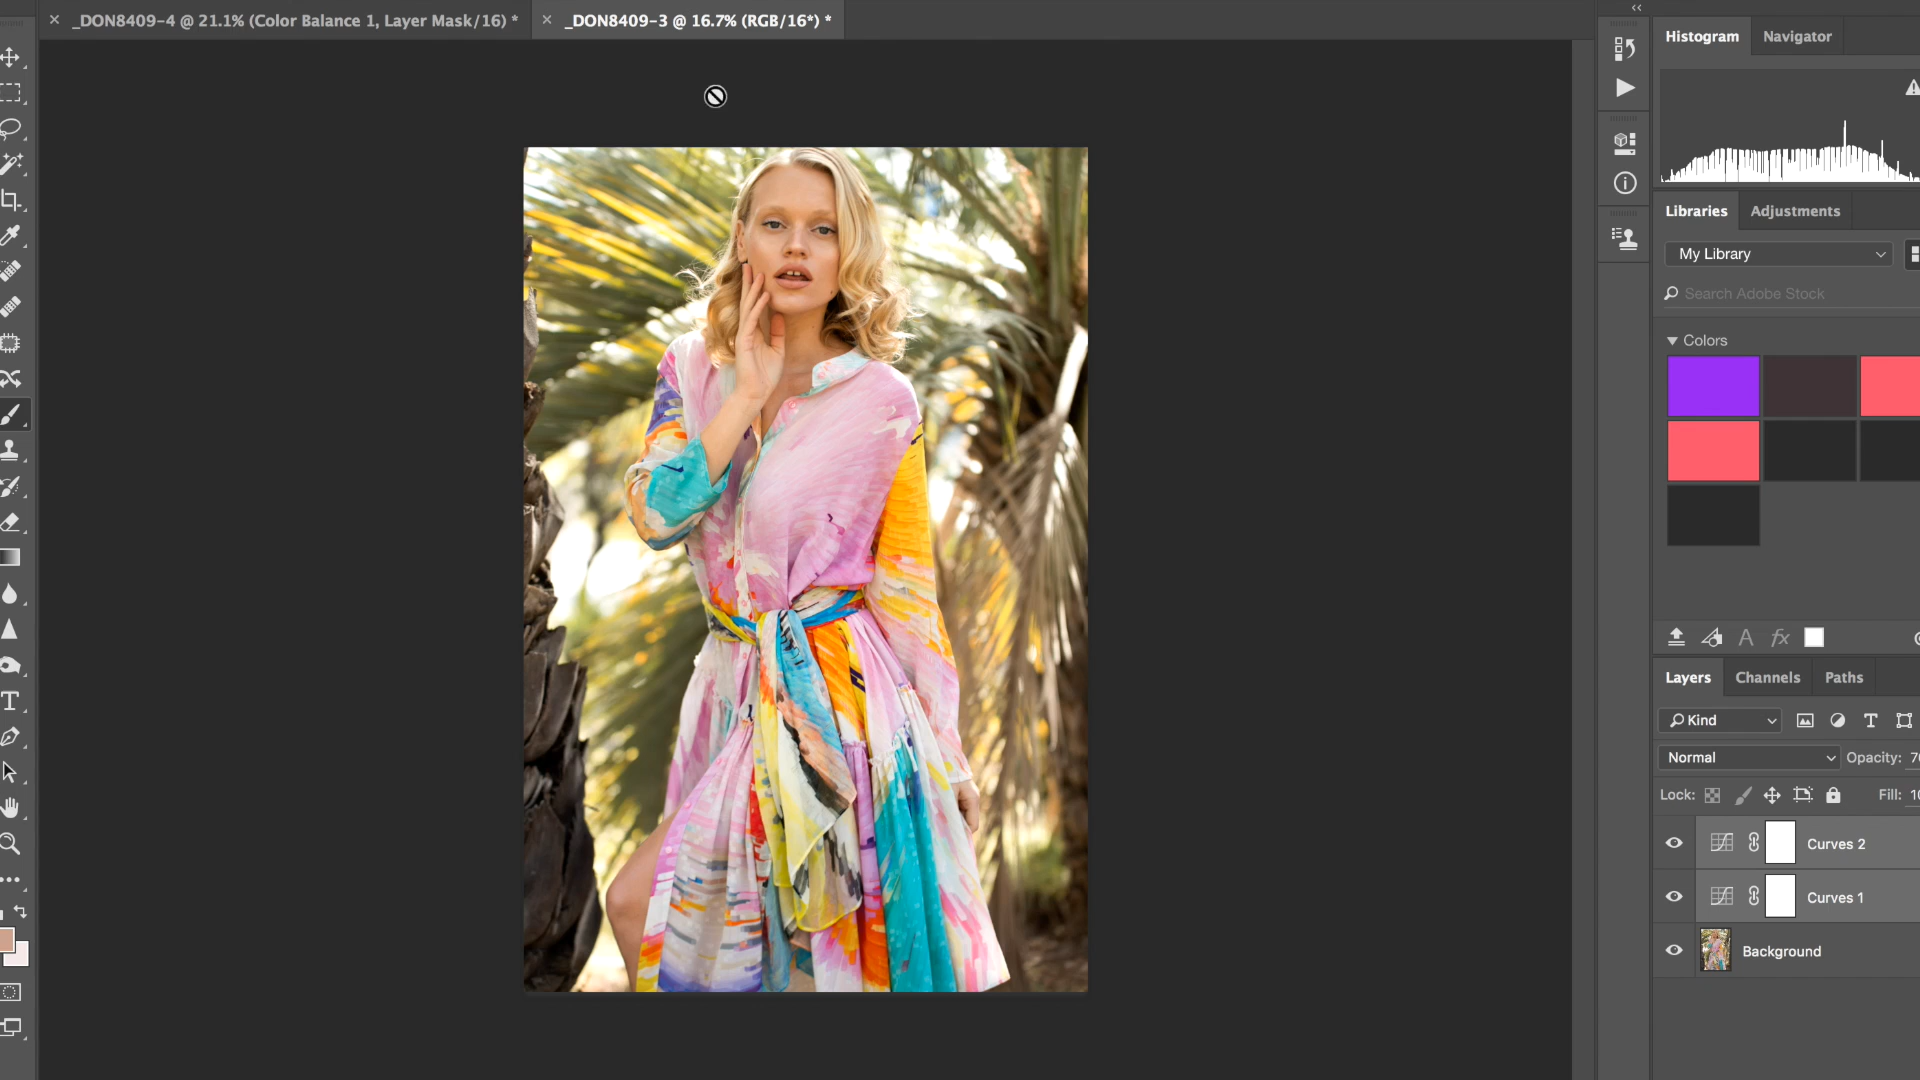 _DON8409-4 @ 21.1% (Color Balance 1, Layer Mask/16) *
_DON8409-3 @ 16.7% (RGB/16*) *
Histogram
Navigator
Libraries
Adjustments
My Library
Search Adobe Stock
Colors
A
fx
Layers
Channels
Paths
Kind
Normal
Opacity:
Lock:
Fill:
Curves 2
Curves 1
Background